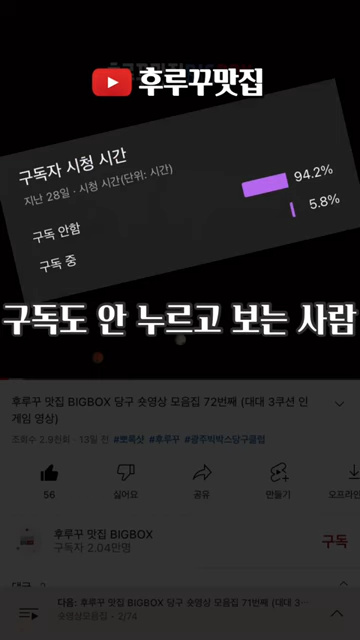 후루꾸맛집
구독자 시청 시간
지난 28일 · 시청 시간(단위: 시간)
구독 안함 94.2%
구독 중 5.8%
구독도 안 누르고 보는 사람
후루꾸 맛집 BIGBOX 당구 숏영상 모음집 72번째 (대대 3쿠션 인
게임 영상)
조회수 2.9천회 · 13일 전 #뽀록샷 #후루꾸 #광주빅박스당구클럽
56 싫어요 공유 만들기 오프라인
후루꾸 맛집 BIGBOX
구독자 2.04만명
구독
다음: 후루꾸 맛집 BIGBOX 당구 숏영상 모음집 71번째 (대대 3…
숏영상모음집 · 2/74